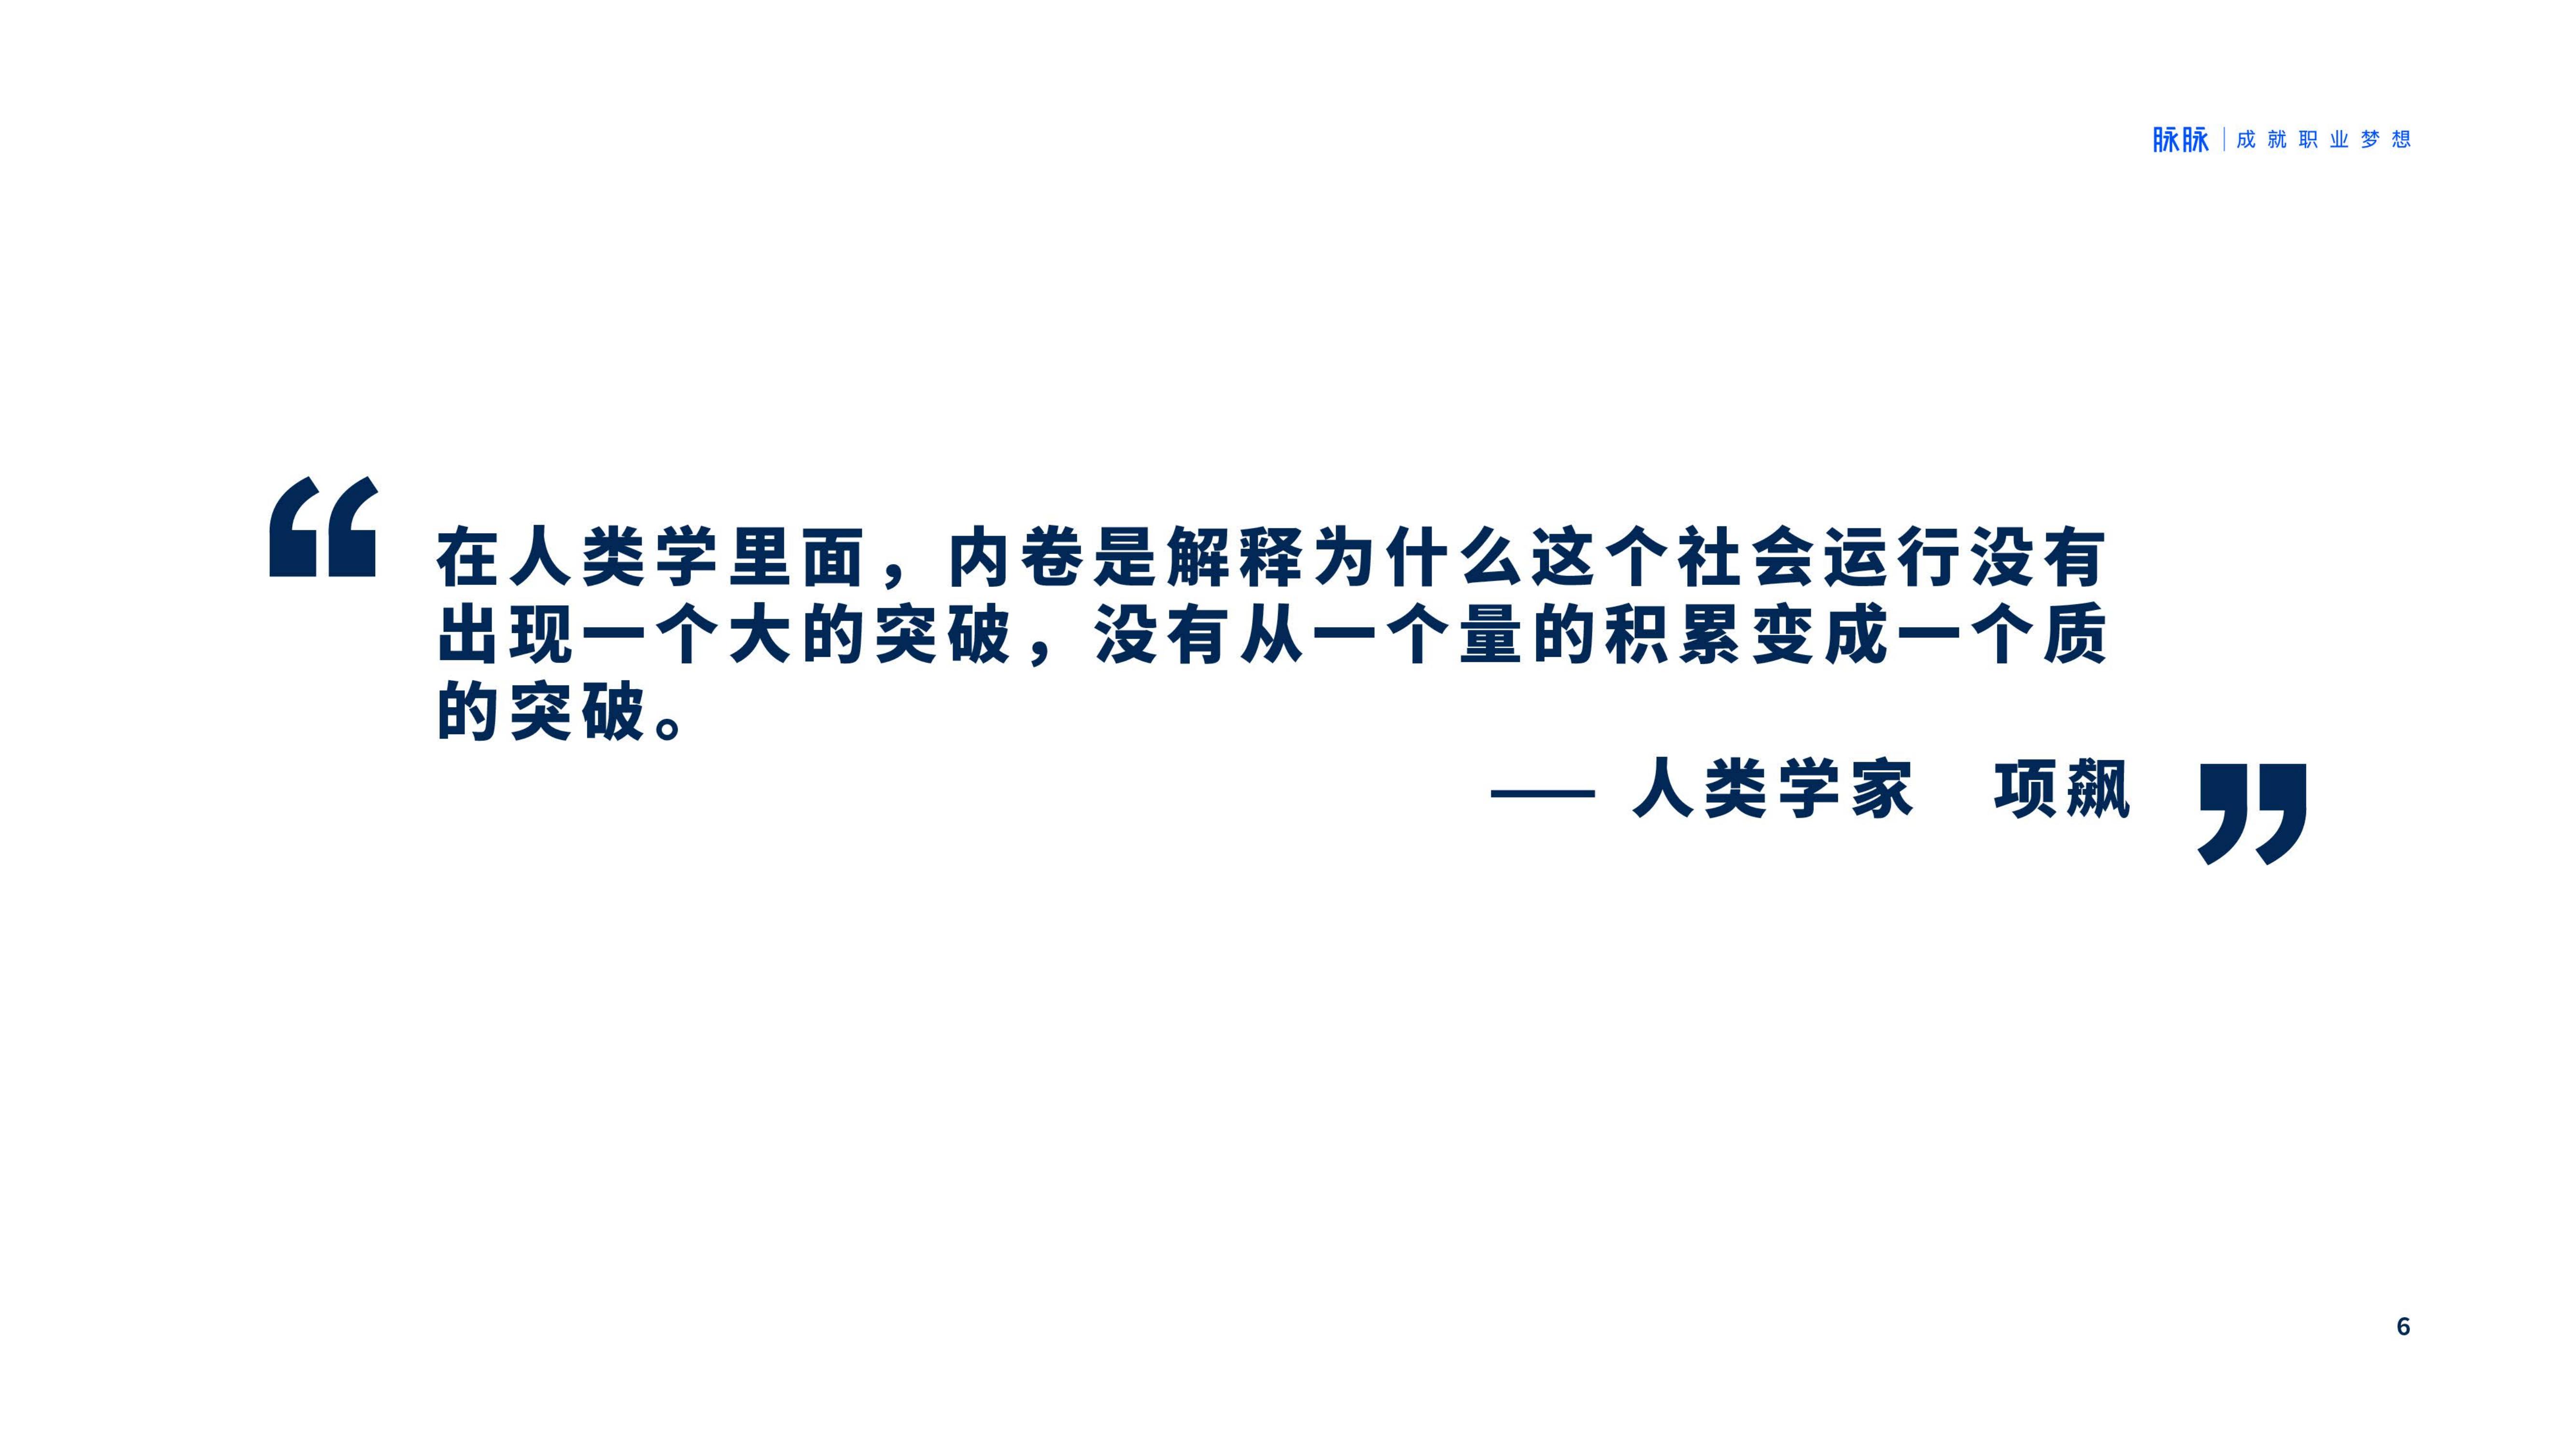 脉脉 | 成就职业梦想
“在人类学里面，内卷是解释为什么这个社会运行没有
出现一个大的突破，没有从一个量的积累变成一个质
的突破。
—— 人类学家　项飙”
6